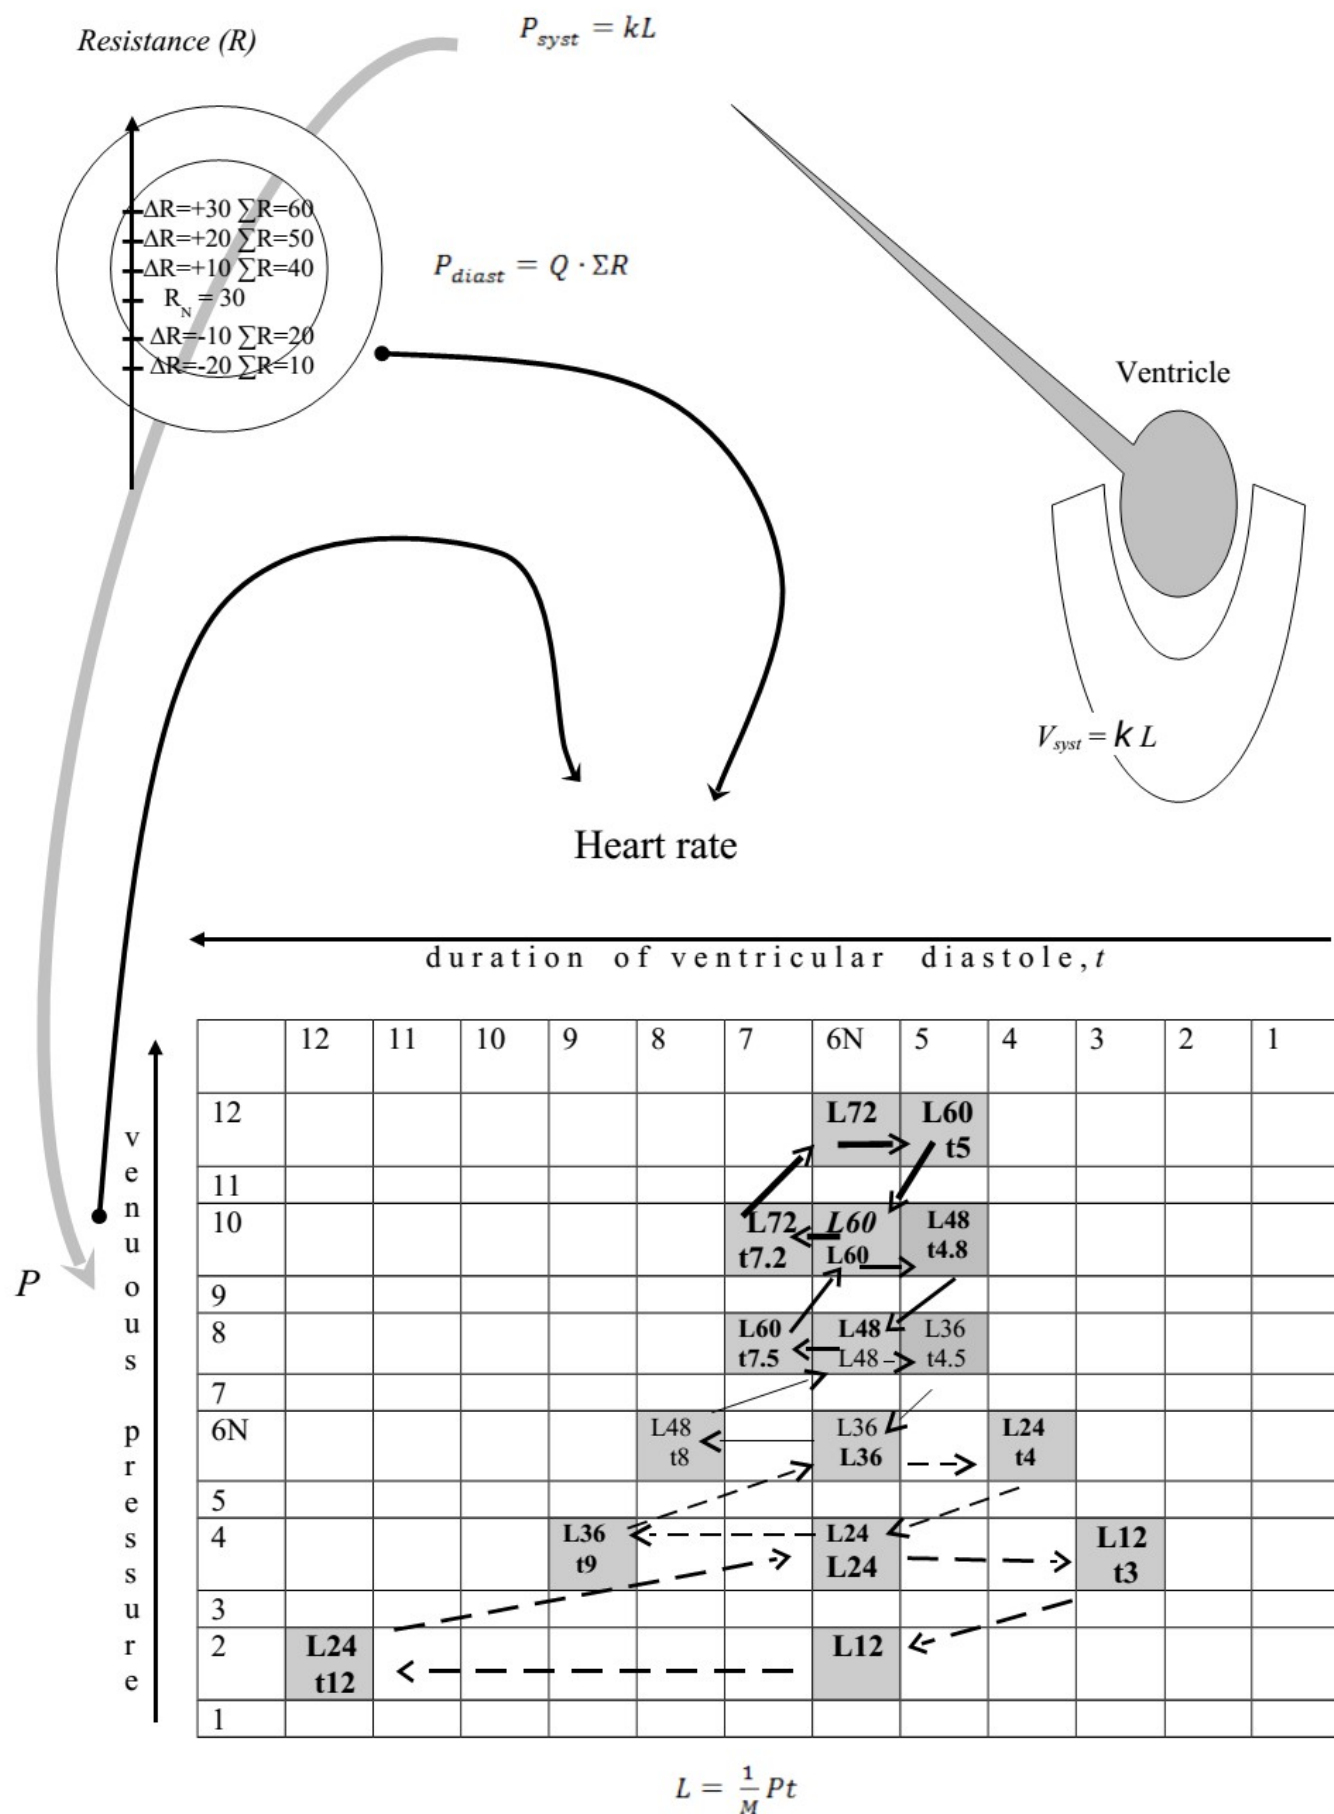 Resistance (R)
P_syst = kL
ΔR=+30 ∑R=60
ΔR=+20 ∑R=50
ΔR=+10 ∑R=40
R_N = 30
ΔR=-10 ∑R=20
ΔR=-20 ∑R=10
P_diast = Q · ΣR
Ventricle
V_syst = k L
Heart rate
duration of ventricular diastole, t
P
venuous pressure
12 11 10 9 8 7 6N 5 4 3 2 1
12 L72 L60
t5
11
10 L72 L60 L48
t7.2 L60 t4.8
9
8 L60 L48 L36
t7.5 L48 t4.5
7
6N L48 L36 L24
t8 L36 t4
5
4 L36 L24 L12
t9 L24 t3
3
2 L24 L12
t12
1
L = 1/M Pt